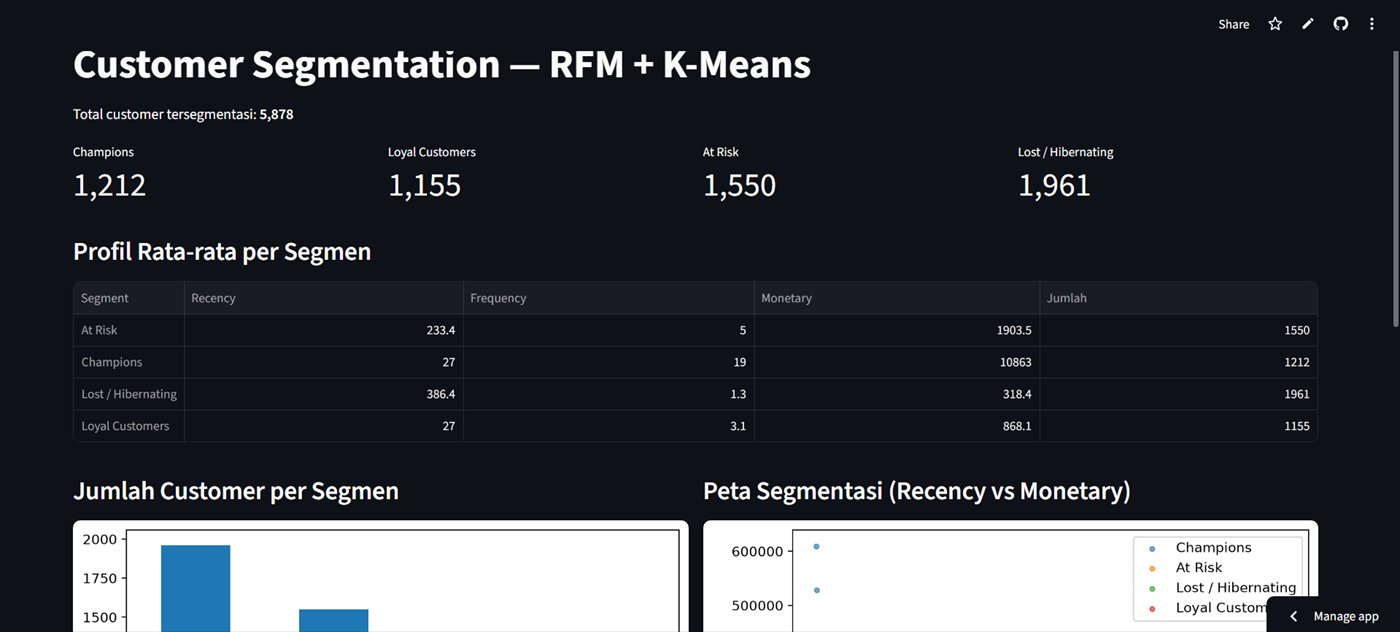 Share
Customer Segmentation — RFM + K-Means
Total customer tersegmentasi: 5,878
Champions Loyal Customers At Risk Lost / Hibernating
1,212 1,155 1,550 1,961
Profil Rata-rata per Segmen
Segment Recency Frequency Monetary Jumlah
At Risk 233.4 5 1903.5 1550
Champions 27 19 10863 1212
Lost / Hibernating 386.4 1.3 318.4 1961
Loyal Customers 27 3.1 868.1 1155
Jumlah Customer per Segmen
2000
1750
1500
Peta Segmentasi (Recency vs Monetary)
600000
500000
Champions
At Risk
Lost / Hibernating
Loyal Custom
Manage app